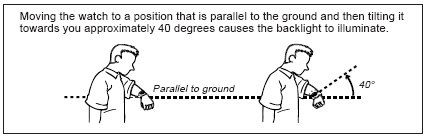 Moving the watch to a position that is parallel to the ground and then tilting it
towards you approximately 40 degrees causes the backlight to illuminate.
Parallel to ground
40°